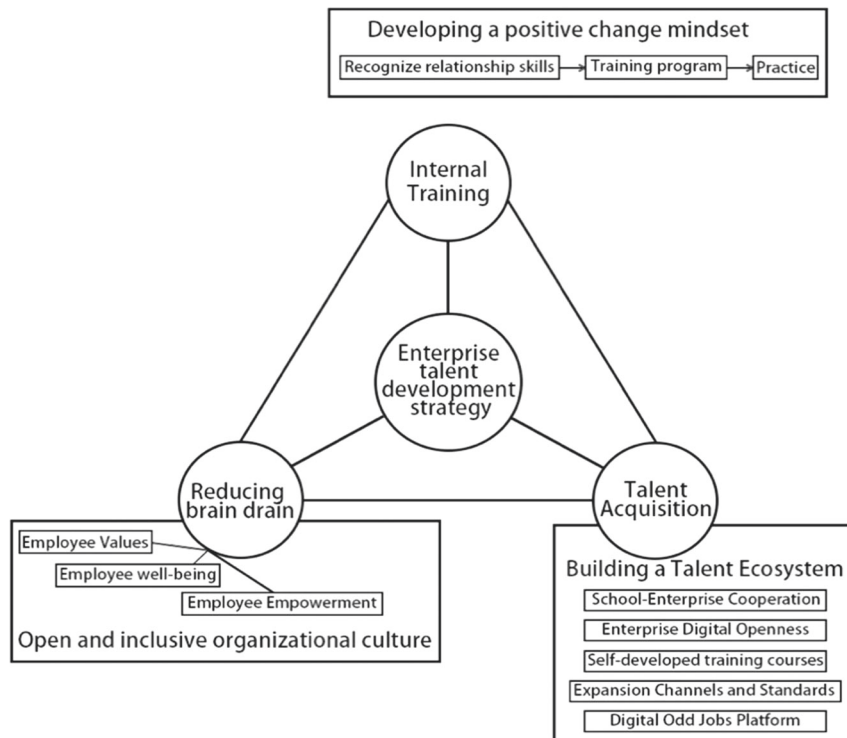 Developing a positive change mindset
Recognize relationship skills
Training program
Practice
Internal
Training
Enterprise
talent
development
strategy
Reducing
brain drain
Talent
Acquisition
Employee Values
Employee well-being
Employee Empowerment
Open and inclusive organizational culture
Building a Talent Ecosystem
School-Enterprise Cooperation
Enterprise Digital Openness
Self-developed training courses
Expansion Channels and Standards
Digital Odd Jobs Platform